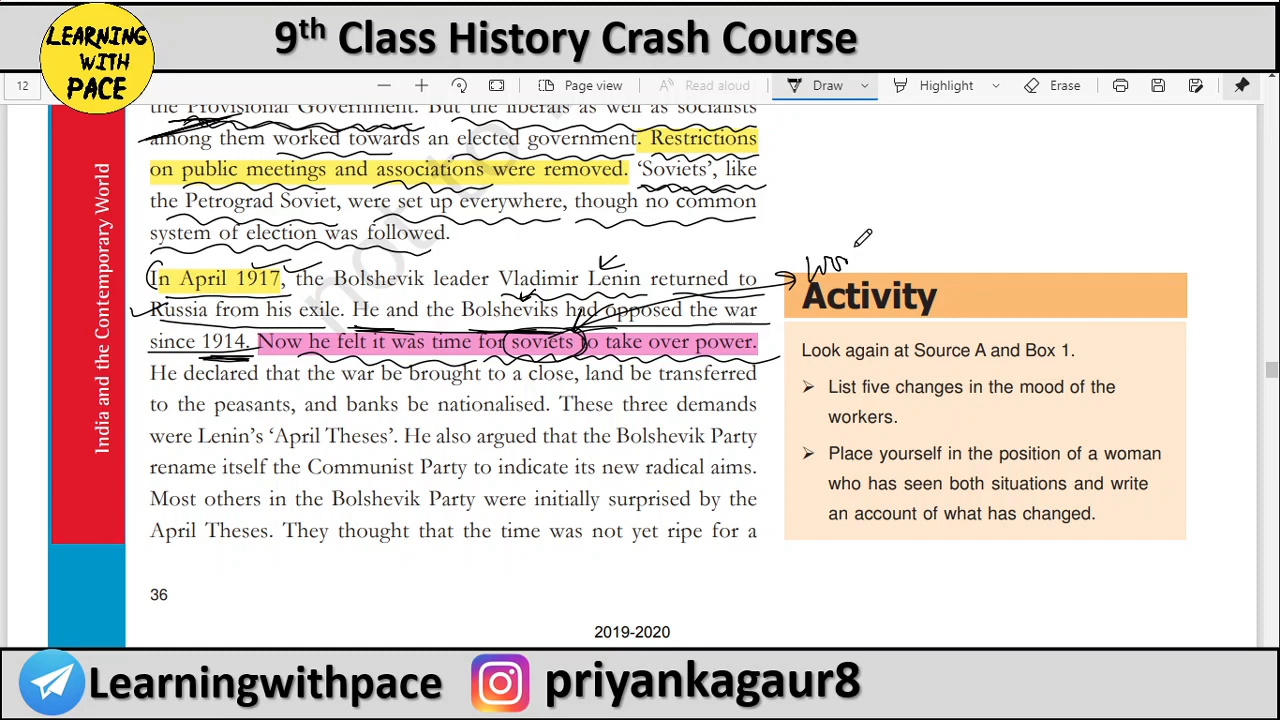 LEARNING
WITH
PACE
9th Class History Crash Course
12
Page view
Read aloud
Draw
Highlight
Erase
the Provisional Government. But the liberals as well as socialists
among them worked towards an elected government. Restrictions
on public meetings and associations were removed. ‘Soviets’, like
the Petrograd Soviet, were set up everywhere, though no common
system of election was followed.
In April 1917, the Bolshevik leader Vladimir Lenin returned to
Russia from his exile. He and the Bolsheviks had opposed the war
since 1914. Now he felt it was time for soviets to take over power.
He declared that the war be brought to a close, land be transferred
to the peasants, and banks be nationalised. These three demands
were Lenin’s ‘April Theses’. He also argued that the Bolshevik Party
rename itself the Communist Party to indicate its new radical aims.
Most others in the Bolshevik Party were initially surprised by the
April Theses. They thought that the time was not yet ripe for a
India and the Contemporary World
Activity
Look again at Source A and Box 1.
List five changes in the mood of the
workers.
Place yourself in the position of a woman
who has seen both situations and write
an account of what has changed.
36
2019-2020
Learningwithpace
priyankagaur8